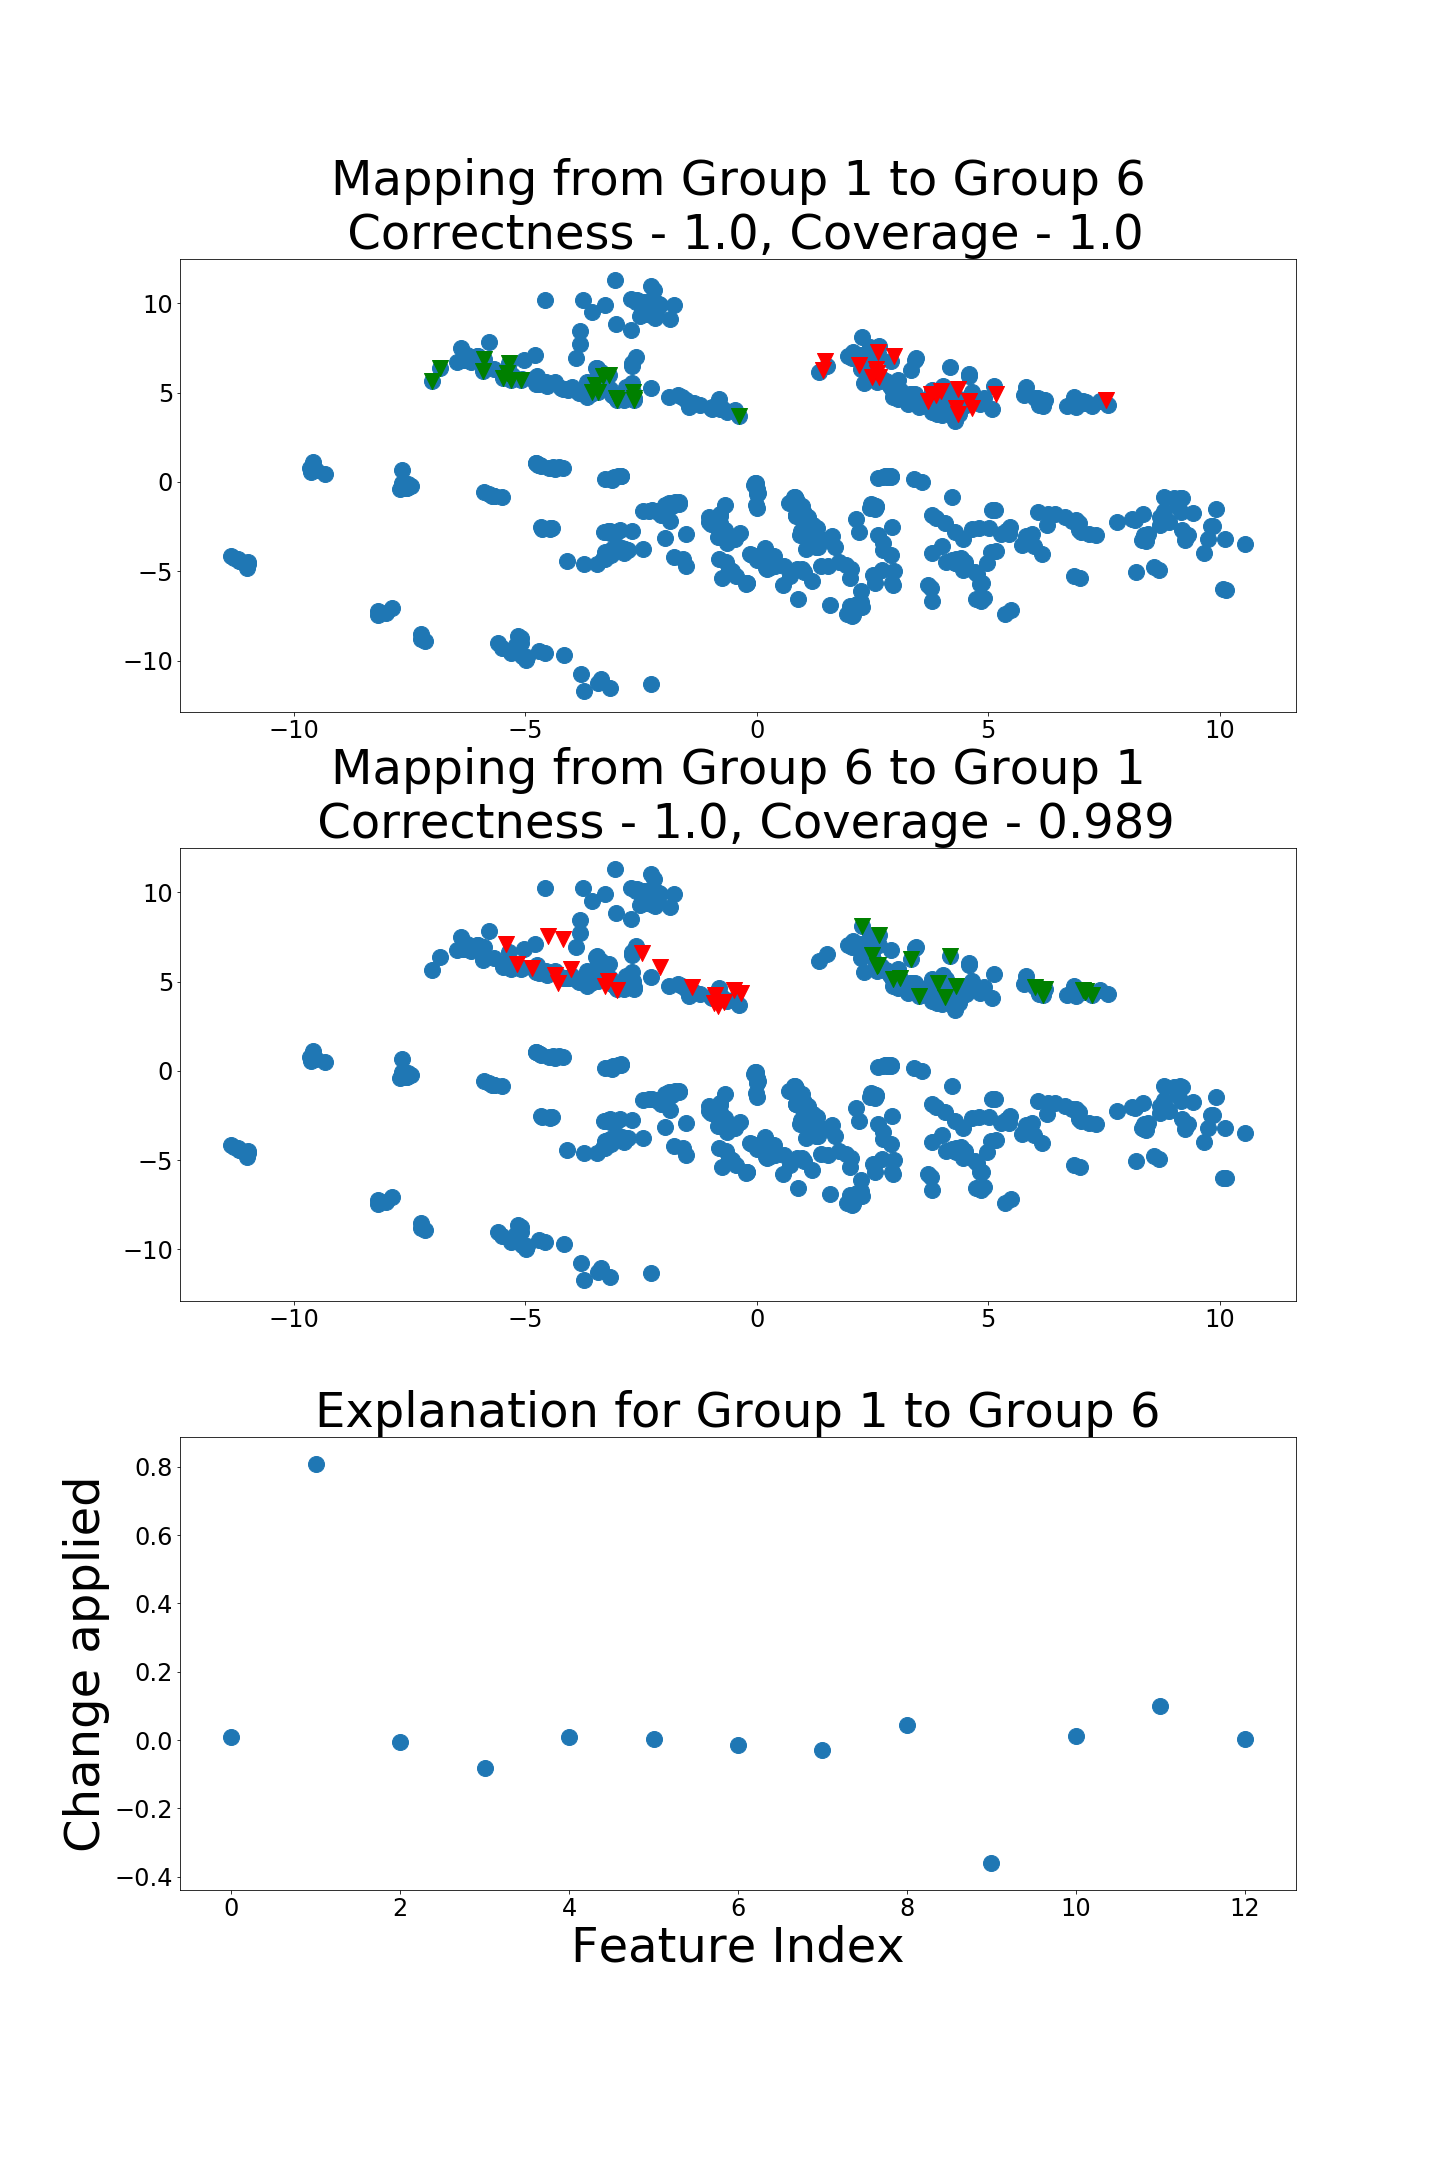 Mapping from Group 1 to Group 6
Correctness - 1.0, Coverage - 1.0
10
5
0
−5
−10
−10 −5 0 5 10
Mapping from Group 6 to Group 1
Correctness - 1.0, Coverage - 0.989
10
5
0
−5
−10
−10 −5 0 5 10
Explanation for Group 1 to Group 6
Change applied
0.8
0.6
0.4
0.2
0.0
−0.2
−0.4
0 2 4 6 8 10 12
Feature Index